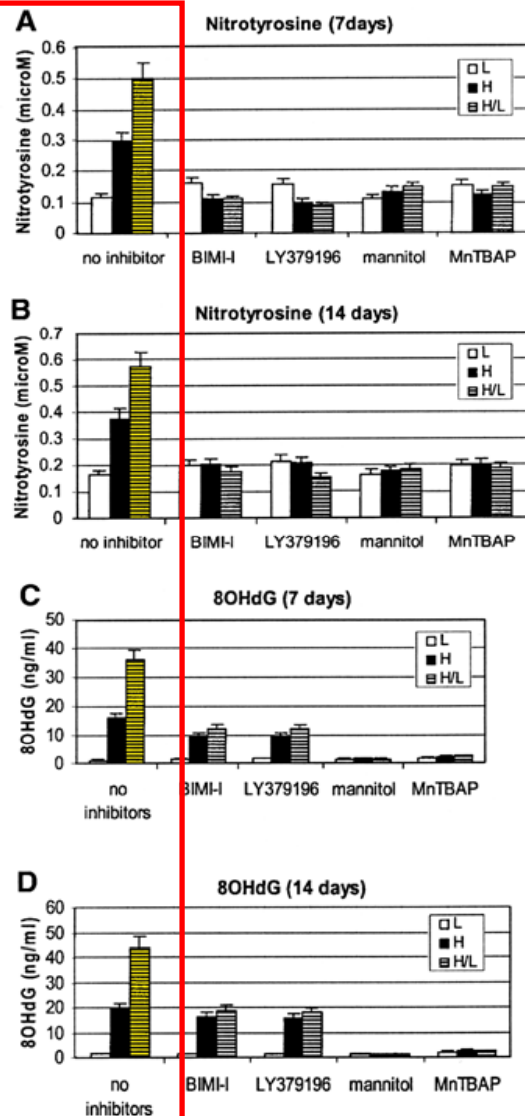 A
Nitrotyrosine (7days)
Nitrotyrosine (microM)
0.6
0.5
0.4
0.3
0.2
0.1
0
L
H
H/L
no inhibitor
BIMI-I
LY379196
mannitol
MnTBAP
B
Nitrotyrosine (14 days)
Nitrotyrosine (microM)
0.7
0.6
0.5
0.4
0.3
0.2
0.1
0
L
H
H/L
no inhibitor
BIMI-I
LY379196
mannitol
MnTBAP
C
8OHdG (7 days)
8OHdG (ng/ml)
50
40
30
20
10
0
L
H
H/L
no
inhibitors
BIMI-I
LY379196
mannitol
MnTBAP
D
8OHdG (14 days)
8OHdG (ng/ml)
60
50
40
30
20
10
0
L
H
H/L
no
inhibitors
BIMI-I
LY379196
mannitol
MnTBAP